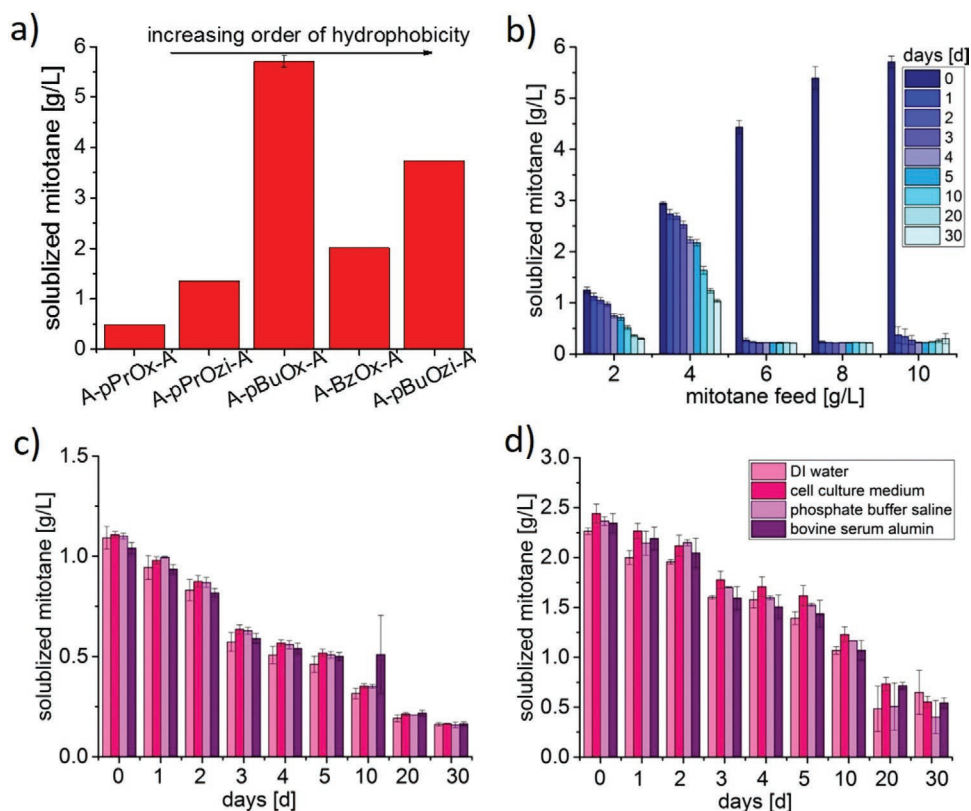 a)
increasing order of hydrophobicity
solublized mitotane [g/L]
6
5
4
3
2
1
0
A-pPrOx-A
A-pPrOzi-A
A-pBuOx-A
A-BzOx-A
A-pBuOzi-A
b)
days [d]
0
1
2
3
4
5
10
20
30
solublized mitotane [g/L]
6
5
4
3
2
1
0
2 4 6 8 10
mitotane feed [g/L]
c)
solublized mitotane [g/L]
1.5
1.0
0.5
0.0
0 1 2 3 4 5 10 20 30
days [d]
d)
DI water
cell culture medium
phosphate buffer saline
bovine serum alumin
solublized mitotane [g/L]
3.0
2.5
2.0
1.5
1.0
0.5
0.0
0 1 2 3 4 5 10 20 30
days [d]